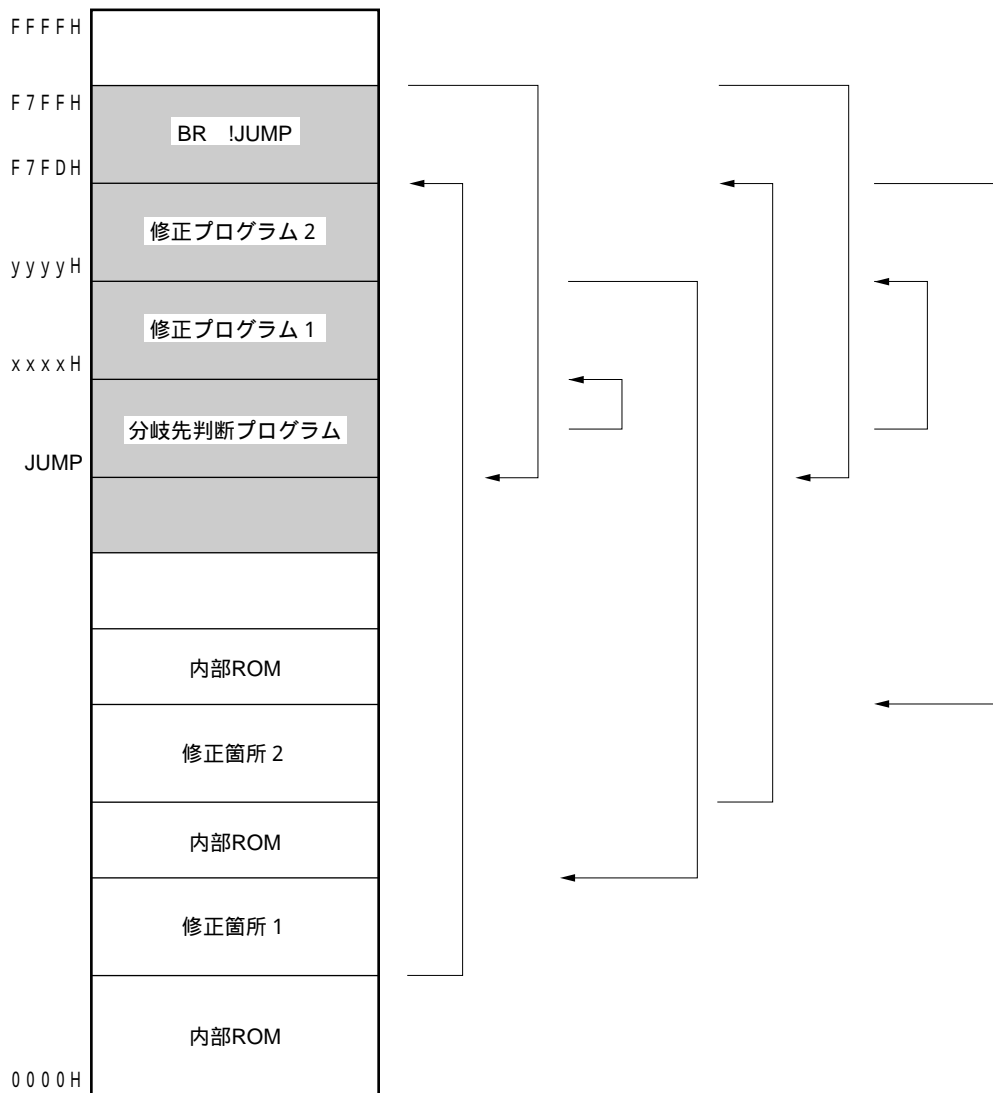 FFFFH
F7FFH
BR !JUMP
F7FDH
修正プログラム2
yyyyH
修正プログラム1
xxxxH
分岐先判断プログラム
JUMP
内部ROM
修正箇所2
内部ROM
修正箇所1
内部ROM
0000H